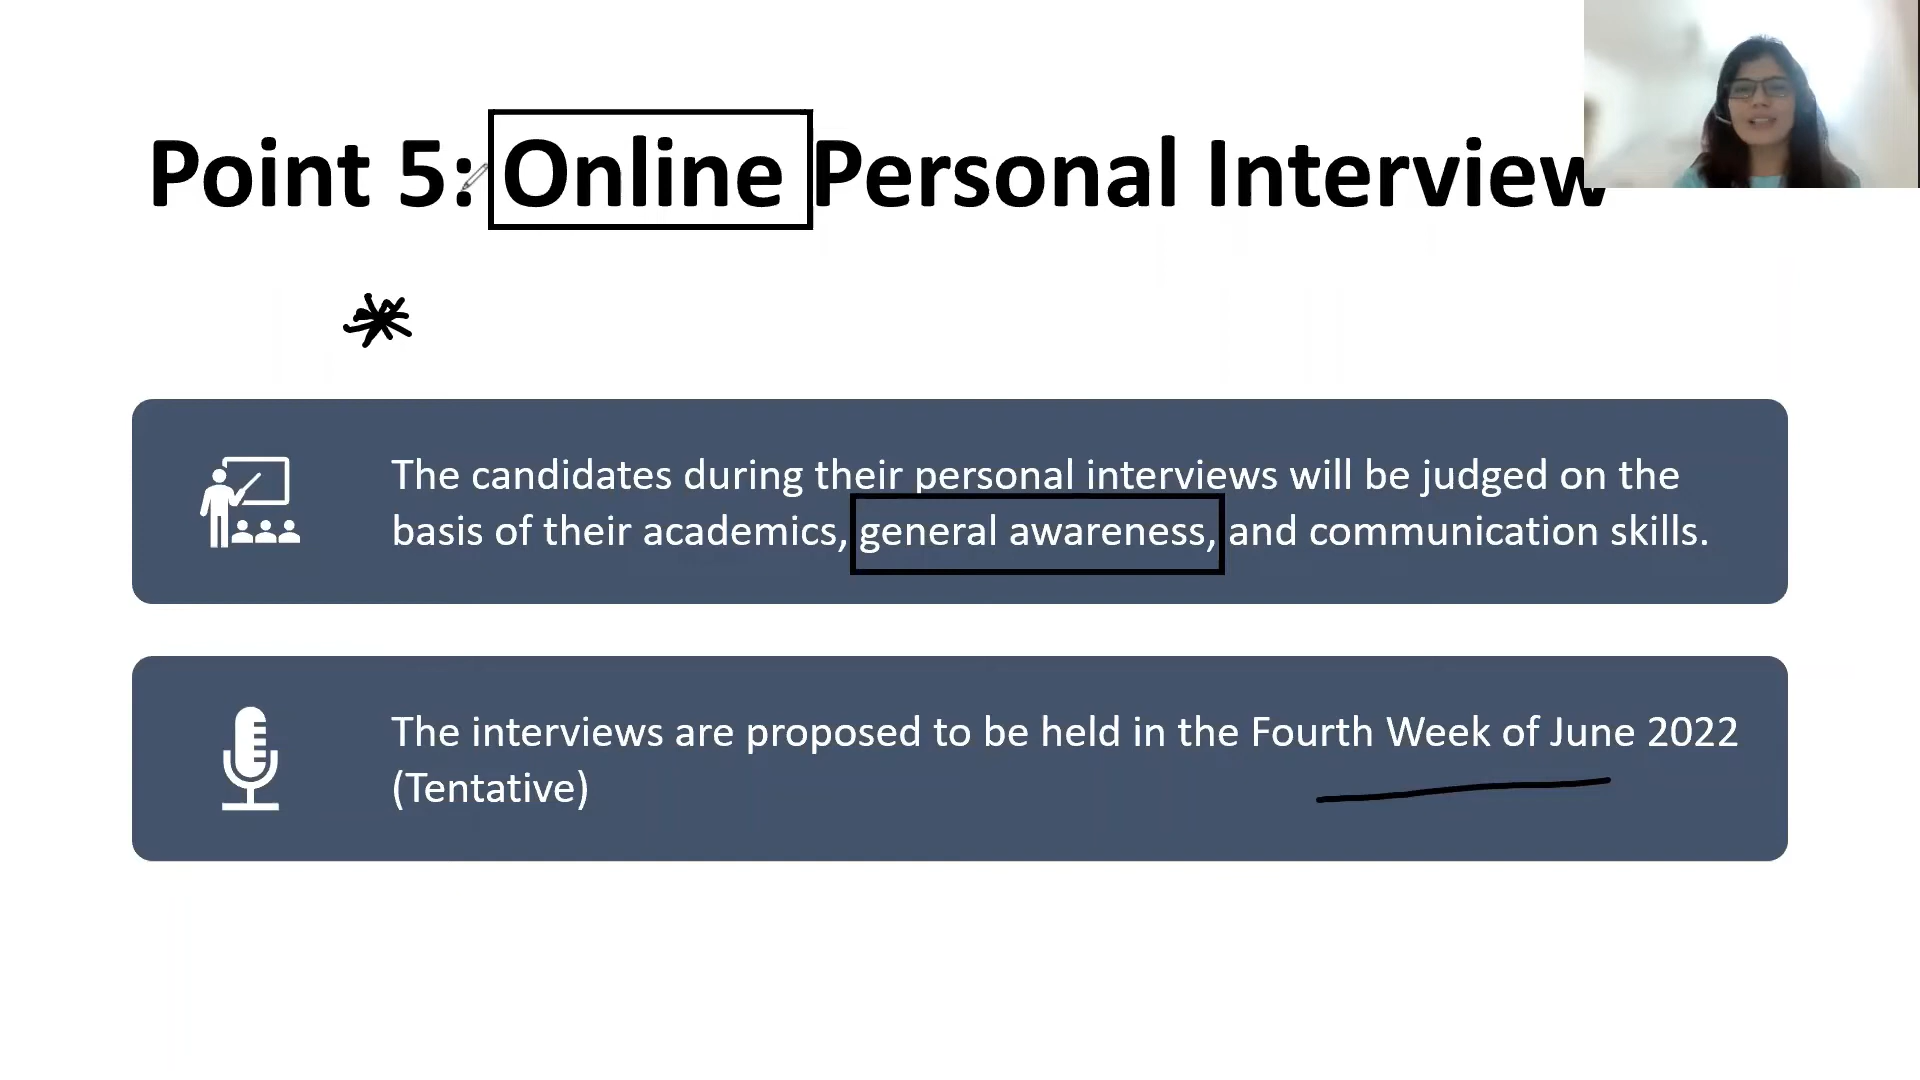 Point 5: Online Personal Interview
The candidates during their personal interviews will be judged on the
basis of their academics, general awareness, and communication skills.
The interviews are proposed to be held in the Fourth Week of June 2022
(Tentative)